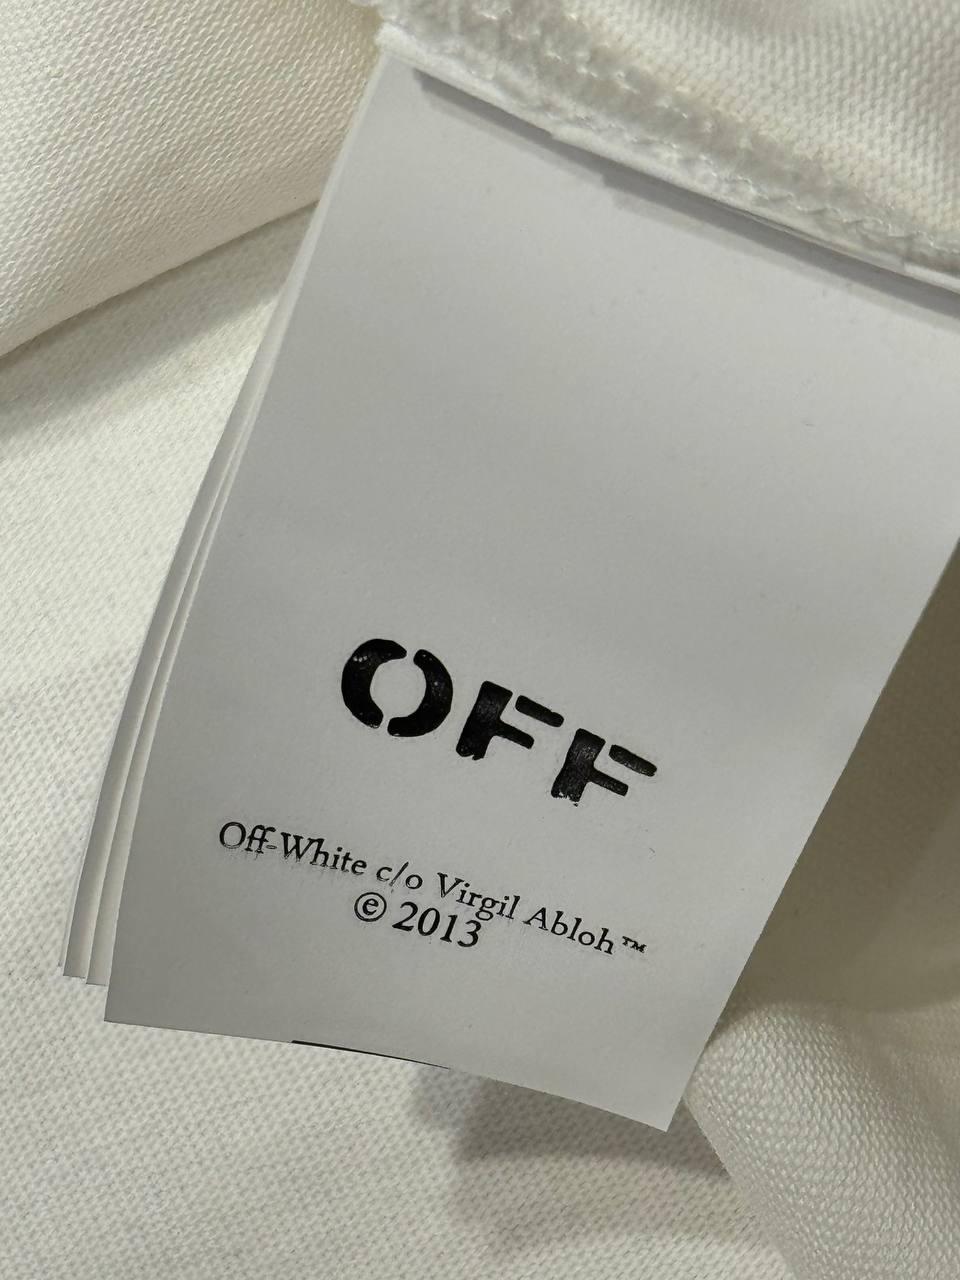 OFF
Off-White c/o Virgil Abloh™
© 2013